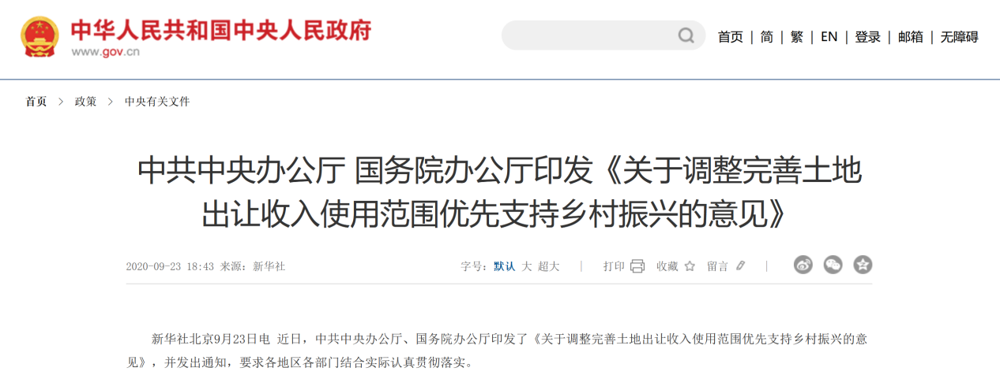 中华人民共和国中央人民政府
www.gov.cn
首页 | 简 | 繁 | EN | 登录 | 邮箱 | 无障碍
首页 > 政策 > 中央有关文件
中共中央办公厅 国务院办公厅印发《关于调整完善土地
出让收入使用范围优先支持乡村振兴的意见》
2020-09-23 18:43 来源：新华社 字号：默认 大 超大 | 打印 收藏 留言 |
新华社北京9月23日电 近日，中共中央办公厅、国务院办公厅印发了《关于调整完善土地出让收入使用范围优先支持乡村振兴的意
见》，并发出通知，要求各地区各部门结合实际认真贯彻落实。